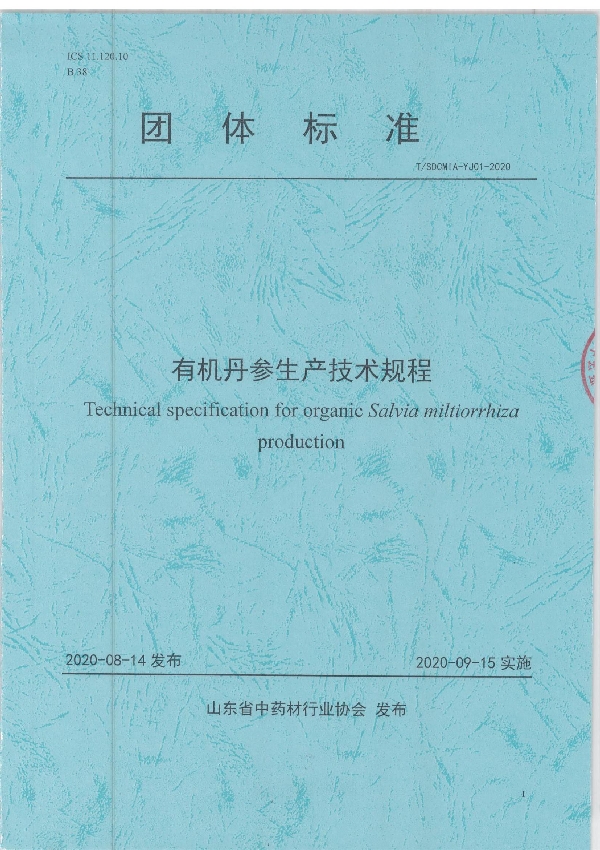 ICS 11.120.10
B 38
团 体 标 准
T/SDCMIA-YJ01-2020
有机丹参生产技术规程
Technical specification for organic Salvia miltiorrhiza
production
2020-08-14 发布
2020-09-15 实施
山东省中药材行业协会 发布
I